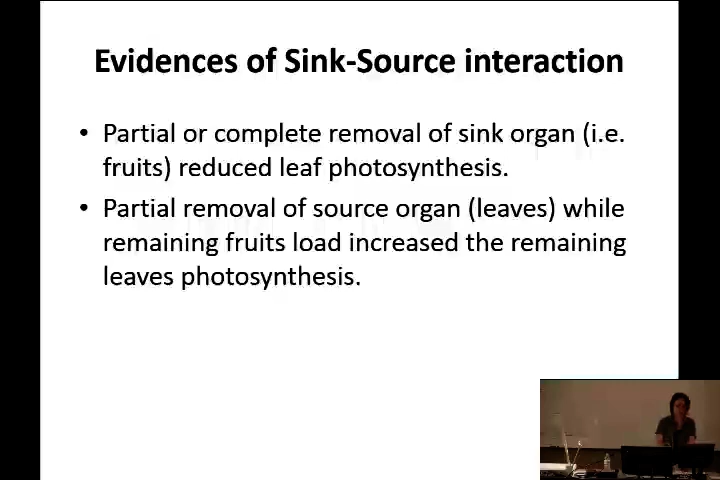 Evidences of Sink-Source interaction
• Partial or complete removal of sink organ (i.e.
fruits) reduced leaf photosynthesis.
• Partial removal of source organ (leaves) while
remaining fruits load increased the remaining
leaves photosynthesis.